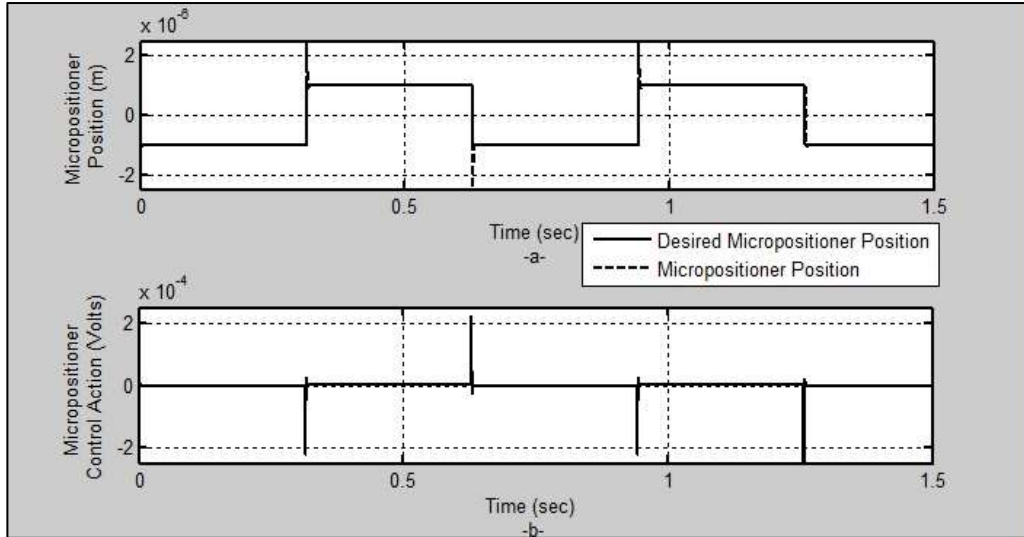 x 10⁻⁶
Micropositioner
Position (m)
2
0
-2
0
0.5
1
1.5
Time (sec)
-a-
Desired Micropositioner Position
Micropositioner Position
x 10⁻⁴
Micropositioner
Control Action (Volts)
2
0
-2
0
0.5
1
1.5
Time (sec)
-b-